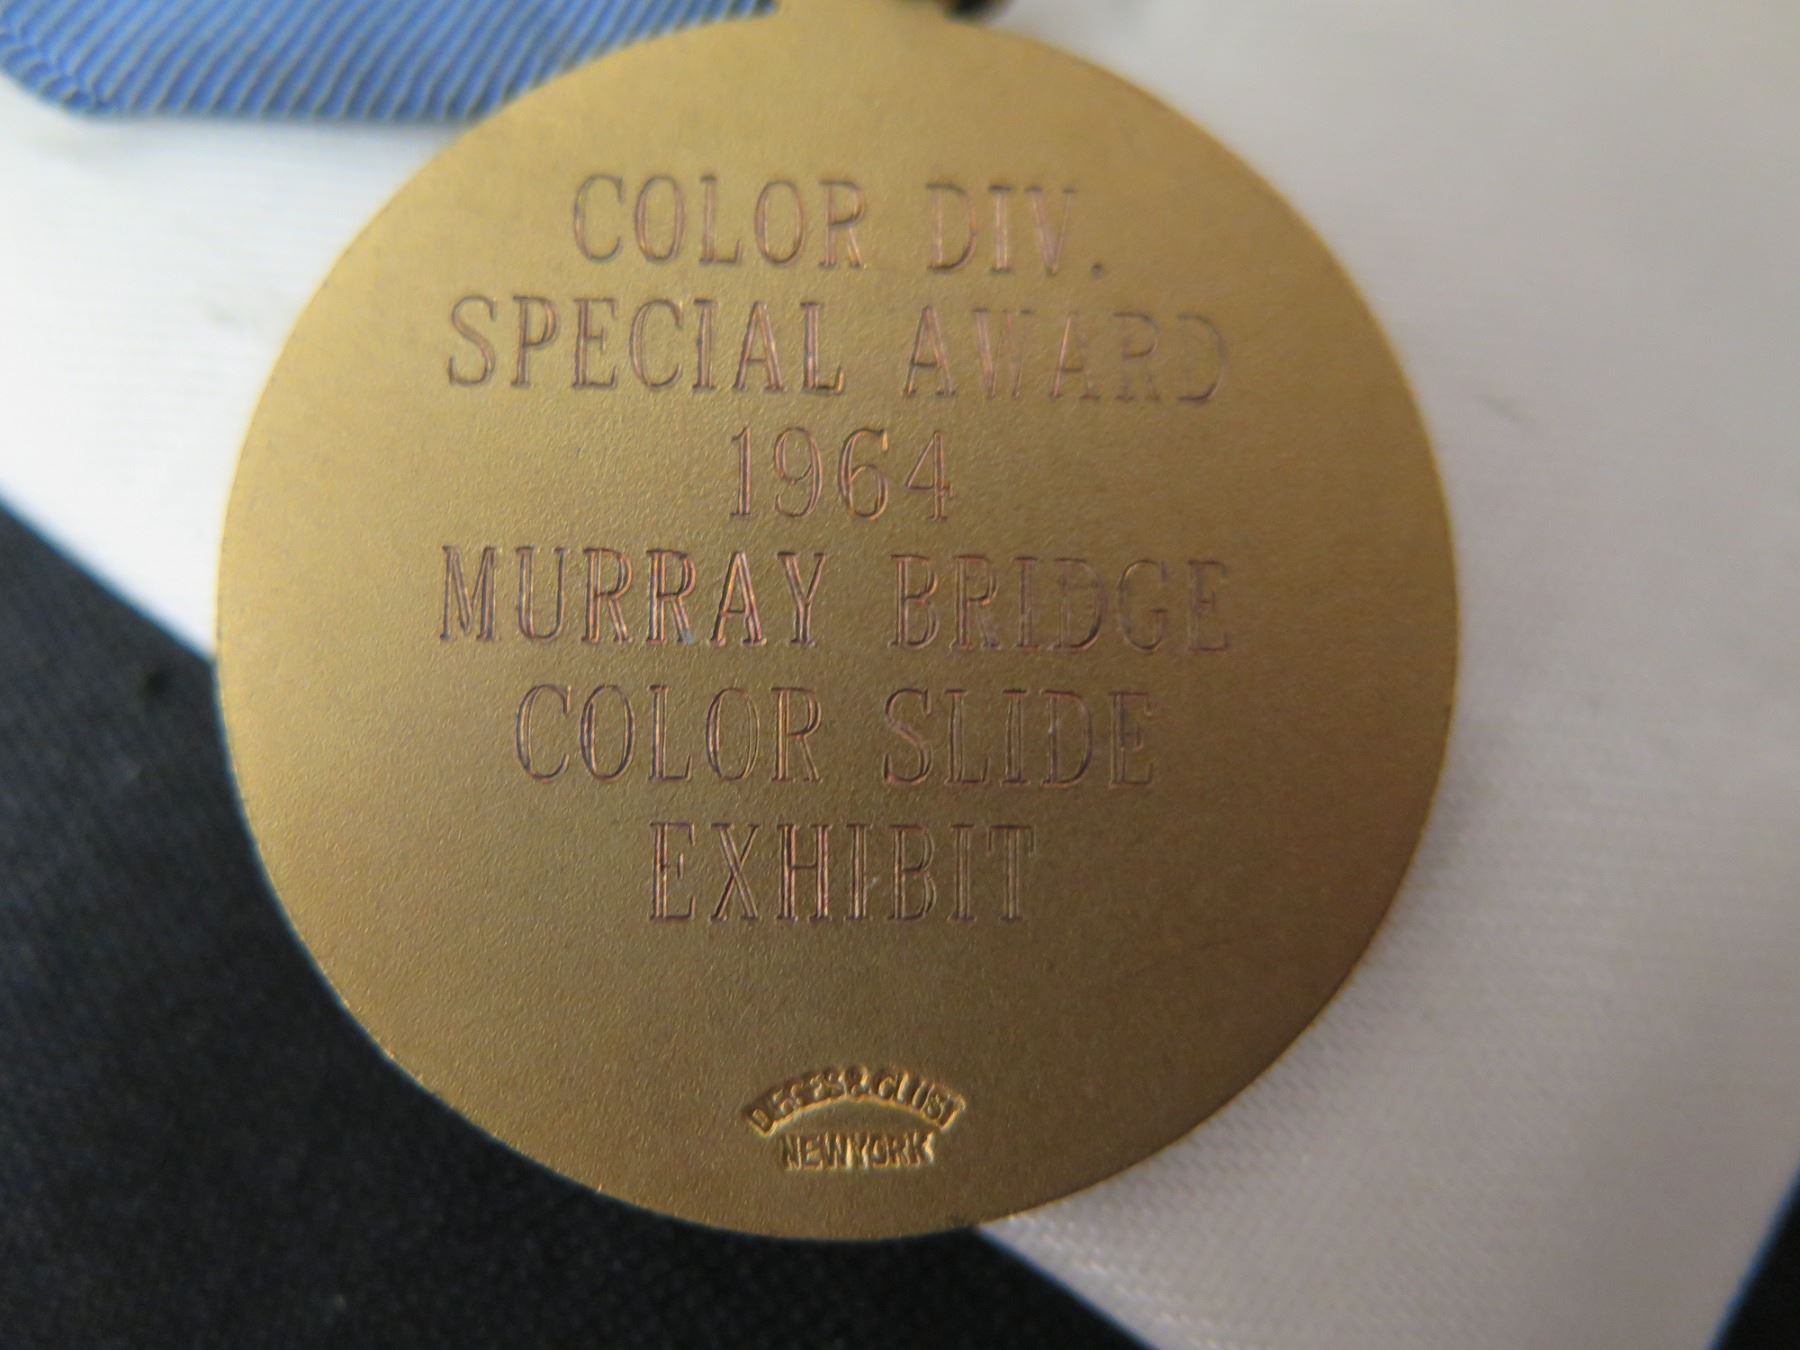 COLOR DIV.
SPECIAL AWARD
1964
MURRAY BRIDGE
COLOR SLIDE
EXHIBIT
DIEGES & CLUST
NEW YORK